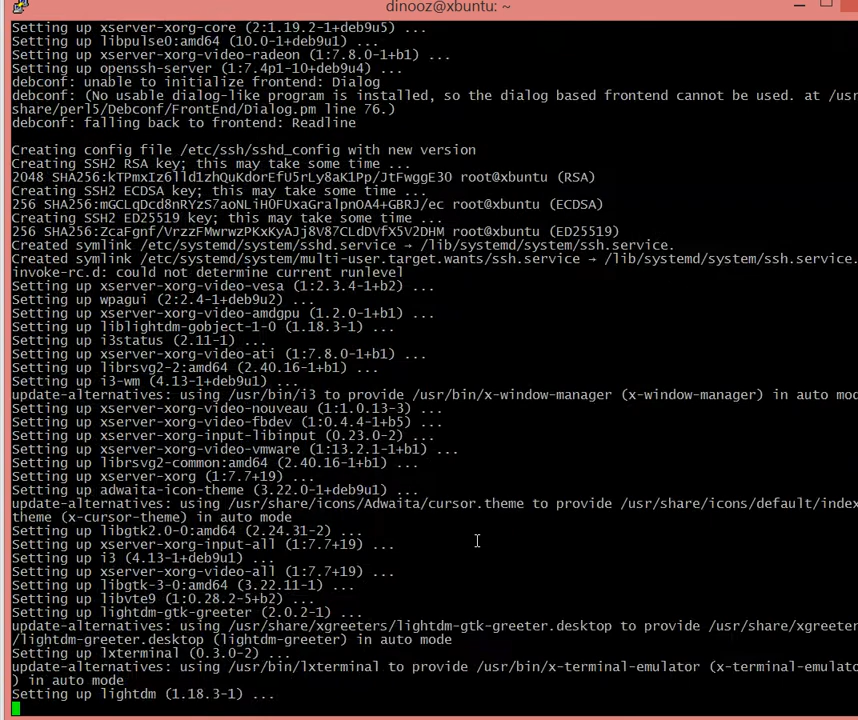 dinooz@xbuntu: ~
Setting up xserver-xorg-core (2:1.19.2-1+deb9u5) ...
Setting up libpulse0:amd64 (10.0-1+deb9u1) ...
Setting up xserver-xorg-video-radeon (1:7.8.0-1+b1) ...
Setting up openssh-server (1:7.4p1-10+deb9u4) ...
debconf: unable to initialize frontend: Dialog
debconf: (No usable dialog-like program is installed, so the dialog based frontend cannot be used. at /usr
share/perl5/Debconf/FrontEnd/Dialog.pm line 76.)
debconf: falling back to frontend: Readline
Creating config file /etc/ssh/sshd_config with new version
Creating SSH2 RSA key; this may take some time ...
2048 SHA256:kTPmxIz6lld1zhQuKdorEfU5rLy8aK1Pp/JtFwggE3O root@xbuntu (RSA)
Creating SSH2 ECDSA key; this may take some time ...
256 SHA256:mGCLqDcd8nRYzS7aoNLiH0FUxaGralpnOA4+GBRJ/ec root@xbuntu (ECDSA)
Creating SSH2 ED25519 key; this may take some time ...
256 SHA256:ZcaFgnf/VrzzFMwrwzPKxKyAJj8V87CLdDVfX5V2DHM root@xbuntu (ED25519)
Created symlink /etc/systemd/system/sshd.service → /lib/systemd/system/ssh.service.
Created symlink /etc/systemd/system/multi-user.target.wants/ssh.service → /lib/systemd/system/ssh.service.
invoke-rc.d: could not determine current runlevel
Setting up xserver-xorg-video-vesa (1:2.3.4-1+b2) ...
Setting up wpagui (2:2.4-1+deb9u2) ...
Setting up xserver-xorg-video-amdgpu (1.2.0-1+b1) ...
Setting up liblightdm-gobject-1-0 (1.18.3-1) ...
Setting up i3status (2.11-1) ...
Setting up xserver-xorg-video-ati (1:7.8.0-1+b1) ...
Setting up librsvg2-2:amd64 (2.40.16-1+b1) ...
Setting up i3-wm (4.13-1+deb9u1) ...
update-alternatives: using /usr/bin/i3 to provide /usr/bin/x-window-manager (x-window-manager) in auto mod
Setting up xserver-xorg-video-nouveau (1:1.0.13-3) ...
Setting up xserver-xorg-video-fbdev (1:0.4.4-1+b5) ...
Setting up xserver-xorg-input-libinput (0.23.0-2) ...
Setting up xserver-xorg-video-vmware (1:13.2.1-1+b1) ...
Setting up librsvg2-common:amd64 (2.40.16-1+b1) ...
Setting up xserver-xorg (1:7.7+19) ...
Setting up adwaita-icon-theme (3.22.0-1+deb9u1) ...
update-alternatives: using /usr/share/icons/Adwaita/cursor.theme to provide /usr/share/icons/default/index
theme (x-cursor-theme) in auto mode
Setting up libgtk2.0-0:amd64 (2.24.31-2) ...
Setting up xserver-xorg-input-all (1:7.7+19) ...
Setting up i3 (4.13-1+deb9u1) ...
Setting up xserver-xorg-video-all (1:7.7+19) ...
Setting up libgtk-3-0:amd64 (3.22.11-1) ...
Setting up libvte9 (1:0.28.2-5+b2) ...
Setting up lightdm-gtk-greeter (2.0.2-1) ...
update-alternatives: using /usr/share/xgreeters/lightdm-gtk-greeter.desktop to provide /usr/share/xgreeter
/lightdm-greeter.desktop (lightdm-greeter) in auto mode
Setting up lxterminal (0.3.0-2) ...
update-alternatives: using /usr/bin/lxterminal to provide /usr/bin/x-terminal-emulator (x-terminal-emulato
) in auto mode
Setting up lightdm (1.18.3-1) ...